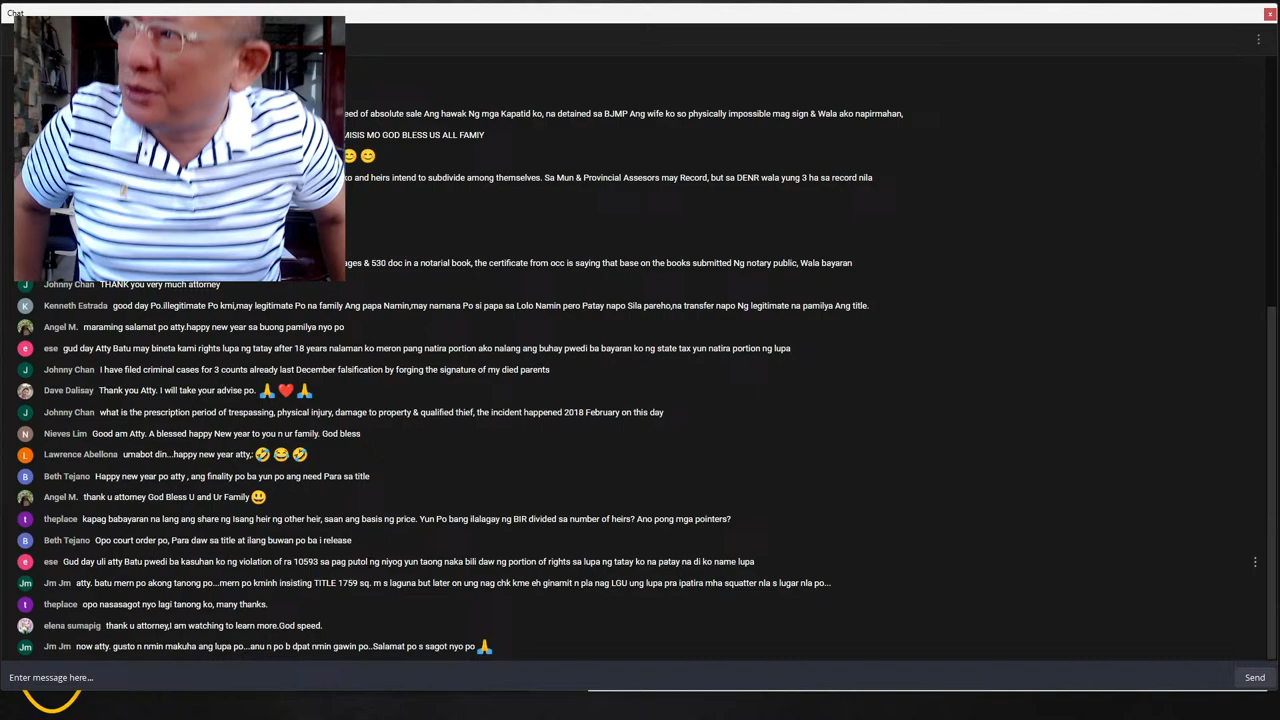 Chat
x
eed of absolute sale Ang hawak Ng mga Kapatid ko, na detained sa BJMP Ang wife ko so physically impossible mag sign & Wala ako napirmahan,
MISIS MO GOD BLESS US ALL FAMIY
😊 😊
ko and heirs intend to subdivide among themselves. Sa Mun & Provincial Assesors may Record, but sa DENR wala yung 3 ha sa record nila
ages & 530 doc in a notarial book, the certificate from occ is saying that base on the books submitted Ng notary public, Wala bayaran
J Johnny Chan THANK you very much attorney
K Kenneth Estrada good day Po.illegitimate Po kmi,may legitimate Po na family Ang papa Namin,may namana Po si papa sa Lolo Namin pero Patay napo Sila pareho,na transfer napo Ng legitimate na pamilya Ang title.
Angel M. maraming salamat po atty.happy new year sa buong pamilya nyo po
e ese gud day Atty Batu may bineta kami rights lupa ng tatay after 18 years nalaman ko meron pang natira portion ako nalang ang buhay pwedi ba bayaran ko ng state tax yun natira portion ng lupa
J Johnny Chan I have filed criminal cases for 3 counts already last December falsification by forging the signature of my died parents
Dave Dalisay Thank you Atty. I will take your advise po. 🙏 ❤️ 🙏
J Johnny Chan what is the prescription period of trespassing, physical injury, damage to property & qualified thief, the incident happened 2018 February on this day
N Nieves Lim Good am Atty. A blessed happy New year to you n ur family. God bless
L Lawrence Abellona umabot din...happy new year atty,: 🤣 😂 🤣
B Beth Tejano Happy new year po atty , ang finality po ba yun po ang need Para sa title
Angel M. thank u attorney God Bless U and Ur Family 😃
t theplace kapag babayaran na lang ang share ng Isang heir ng other heir, saan ang basis ng price. Yun Po bang ilalagay ng BIR divided sa number of heirs? Ano pong mga pointers?
B Beth Tejano Opo court order po, Para daw sa title at ilang buwan po ba i release
e ese Gud day uli atty Batu pwedi ba kasuhan ko ng violation of ra 10593 sa pag putol ng niyog yun taong naka bili daw ng portion of rights sa lupa ng tatay ko na patay na di ko name lupa
Jm Jm Jm atty. batu mern po akong tanong po...mern po kminh insisting TITLE 1759 sq. m s laguna but later on ung nag chk kme eh ginamit n pla nag LGU ung lupa pra ipatira mha squatter nla s lugar nla po...
t theplace opo nasasagot nyo lagi tanong ko, many thanks.
elena sumapig thank u attorney,I am watching to learn more.God speed.
Jm Jm Jm now atty. gusto n nmin makuha ang lupa po...anu n po b dpat nmin gawin po..Salamat po s sagot nyo po 🙏
Enter message here... Send